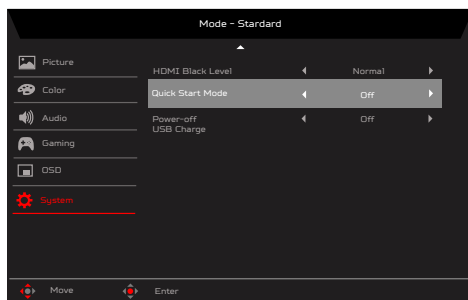 Mode - Stardard
Picture
HDMI Black Level Normal
Color
Quick Start Mode Off
Audio
Power-off Off
USB Charge
Gaming
OSD
System
Move Enter